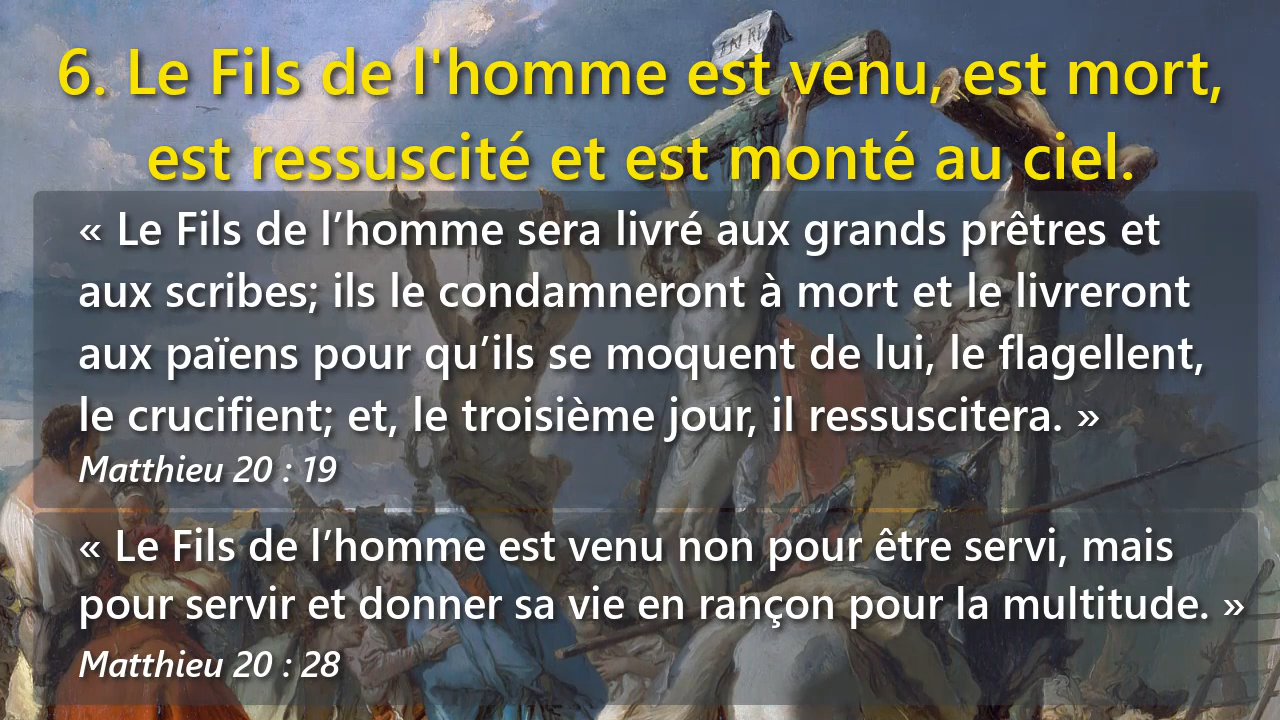 INRI
6. Le Fils de l'homme est venu, est mort,
est ressuscité et est monté au ciel.
« Le Fils de l’homme sera livré aux grands prêtres et
aux scribes; ils le condamneront à mort et le livreront
aux païens pour qu’ils se moquent de lui, le flagellent,
le crucifient; et, le troisième jour, il ressuscitera. »
Matthieu 20 : 19
« Le Fils de l’homme est venu non pour être servi, mais
pour servir et donner sa vie en rançon pour la multitude. »
Matthieu 20 : 28